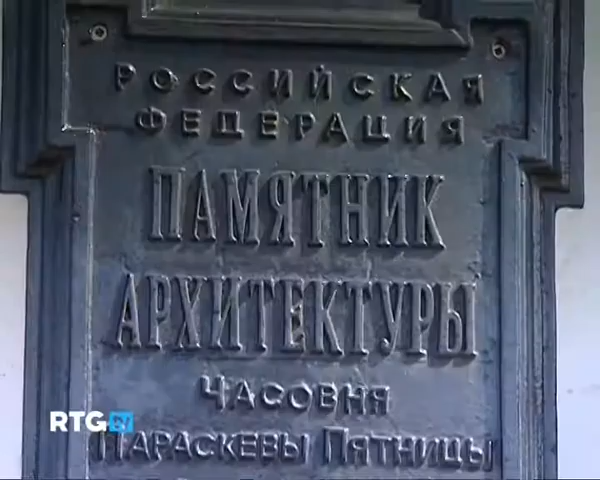 РОССИЙСКАЯ
ФЕДЕРАЦИЯ
ПАМЯТНИК
АРХИТЕКТУРЫ
ЧАСОВНЯ
ПАРАСКЕВЫ ПЯТНИЦЫ
RTG